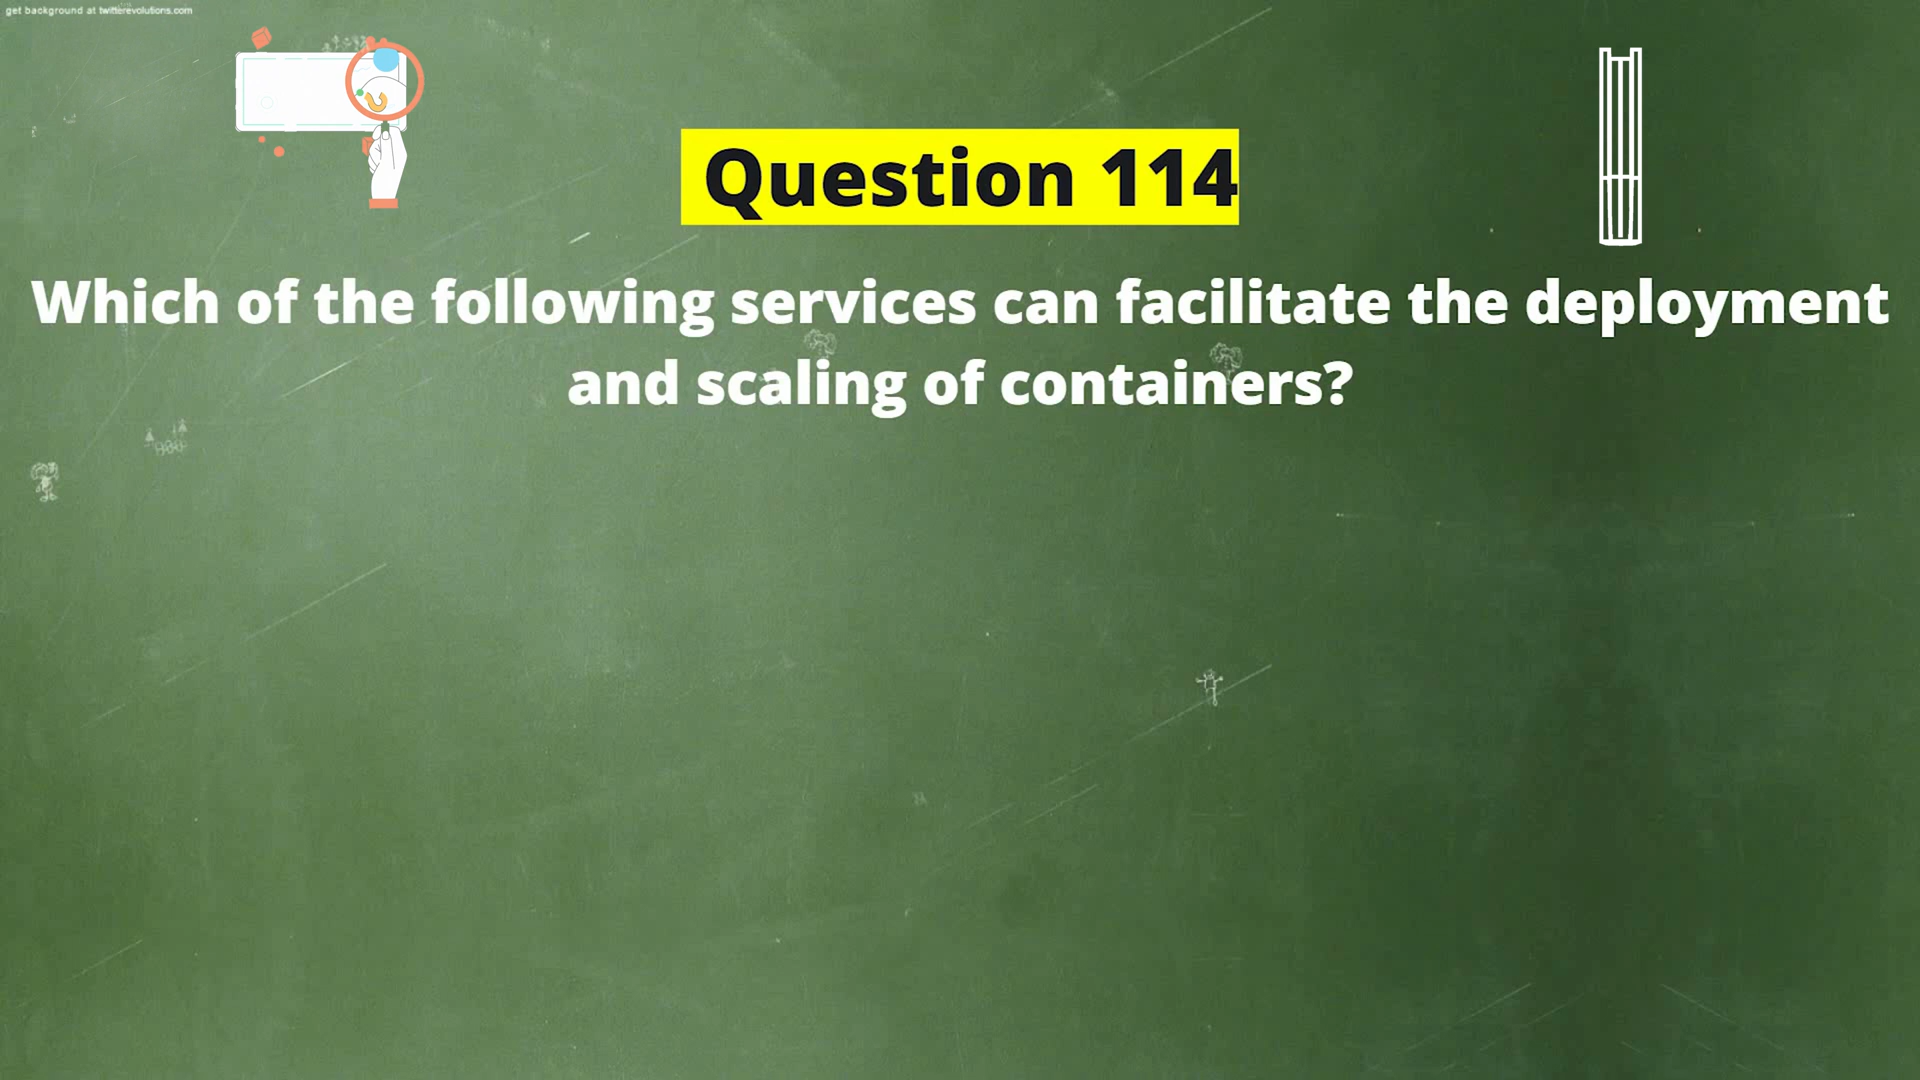 get background at twitterevolutions.com
Question 114
Which of the following services can facilitate the deployment
and scaling of containers?